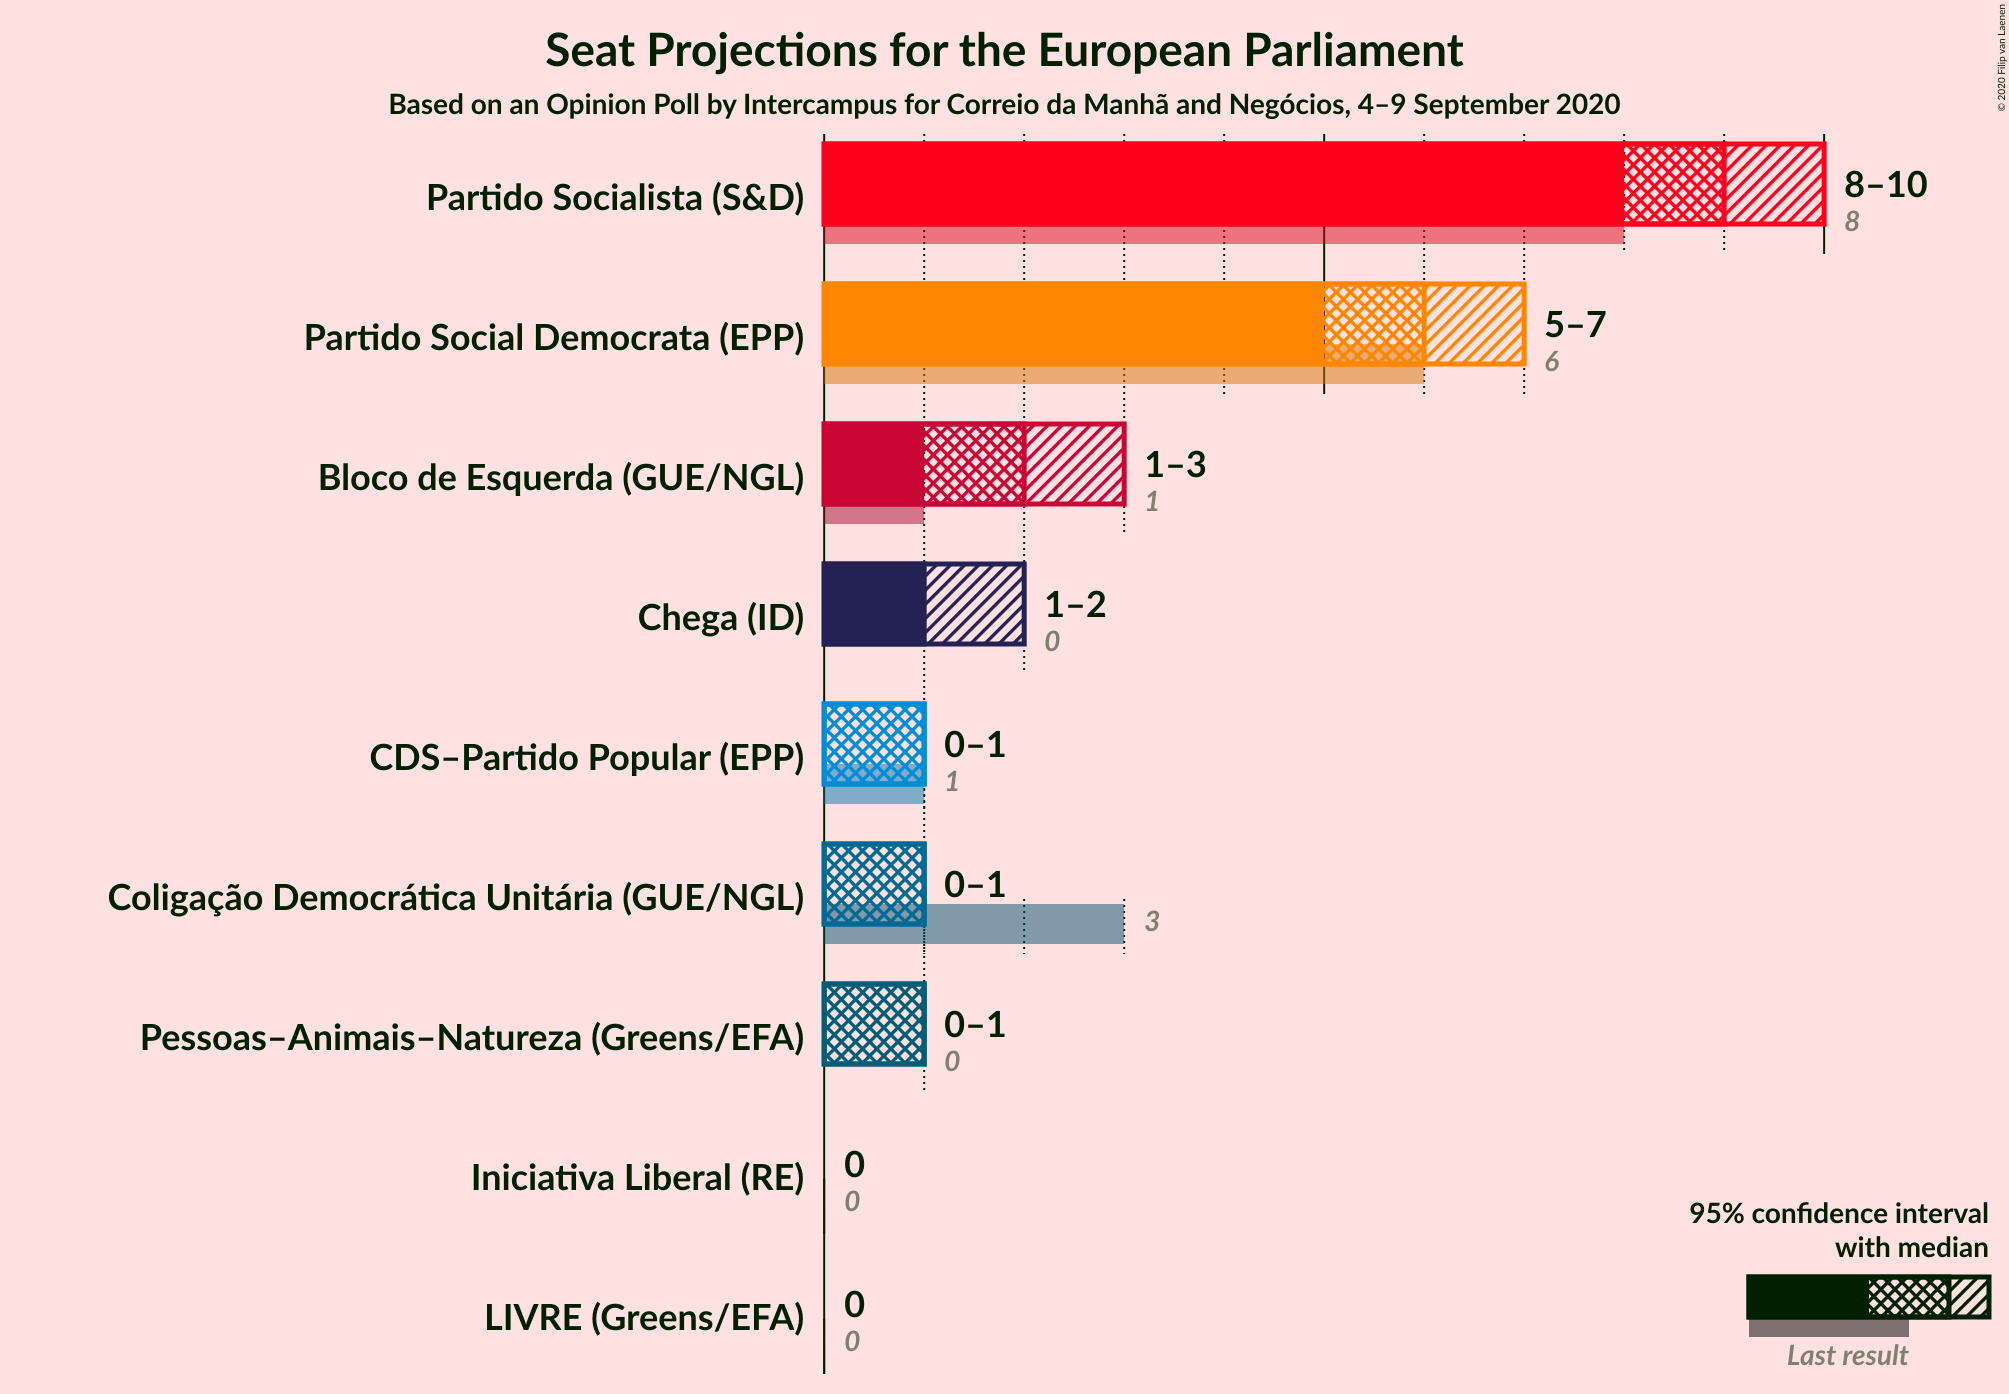 Seat Projections for the European Parliament
Based on an Opinion Poll by Intercampus for Correio da Manhã and Negócios, 4–9 September 2020
© 2020 Filip van Laenen
Partido Socialista (S&D)
8–10
8
Partido Social Democrata (EPP)
5–7
6
Bloco de Esquerda (GUE/NGL)
1–3
1
Chega (ID)
1–2
0
CDS–Partido Popular (EPP)
0–1
1
Coligação Democrática Unitária (GUE/NGL)
0–1
3
Pessoas–Animais–Natureza (Greens/EFA)
0–1
0
Iniciativa Liberal (RE)
0
0
LIVRE (Greens/EFA)
0
0
95% confidence interval
with median
Last result